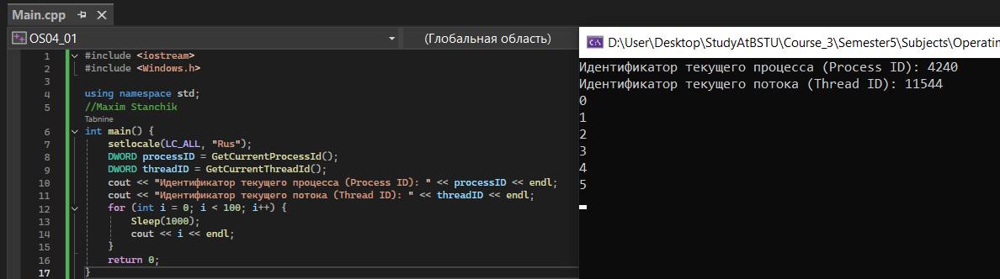 Main.cpp
OS04_01
(Глобальная область)
1 #include <iostream>
2 #include <Windows.h>
3
4 using namespace std;
5 //Maxim Stanchik
Tabnine
6 int main() {
7 setlocale(LC_ALL, "Rus");
8 DWORD processID = GetCurrentProcessId();
9 DWORD threadID = GetCurrentThreadId();
10 cout << "Идентификатор текущего процесса (Process ID): " << processID << endl;
11 cout << "Идентификатор текущего потока (Thread ID): " << threadID << endl;
12 for (int i = 0; i < 100; i++) {
13 Sleep(1000);
14 cout << i << endl;
15 }
16 return 0;
17 }
D:\User\Desktop\StudyAtBSTU\Course_3\Semester5\Subjects\Operatin
Идентификатор текущего процесса (Process ID): 4240
Идентификатор текущего потока (Thread ID): 11544
0
1
2
3
4
5